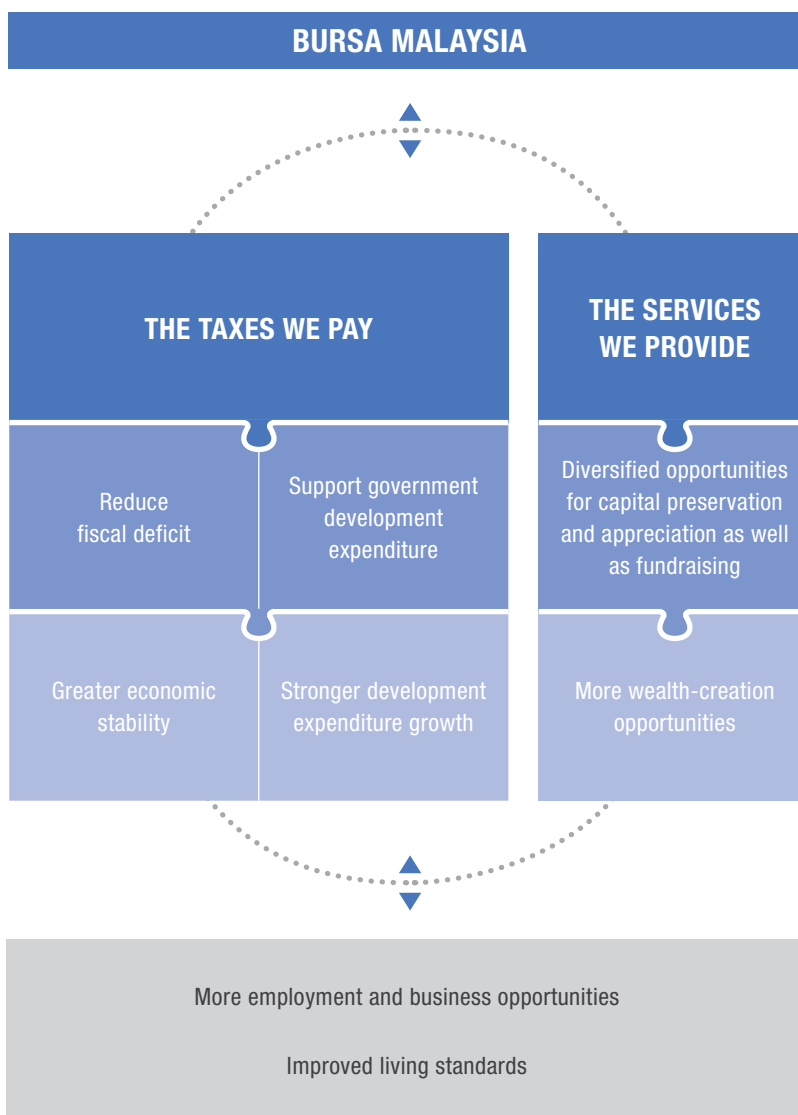 BURSA MALAYSIA
THE TAXES WE PAY
THE SERVICES
WE PROVIDE
Reduce
fiscal deficit
Support government
development
expenditure
Diversified opportunities
for capital preservation
and appreciation as well
as fundraising
Greater economic
stability
Stronger development
expenditure growth
More wealth-creation
opportunities
More employment and business opportunities
Improved living standards